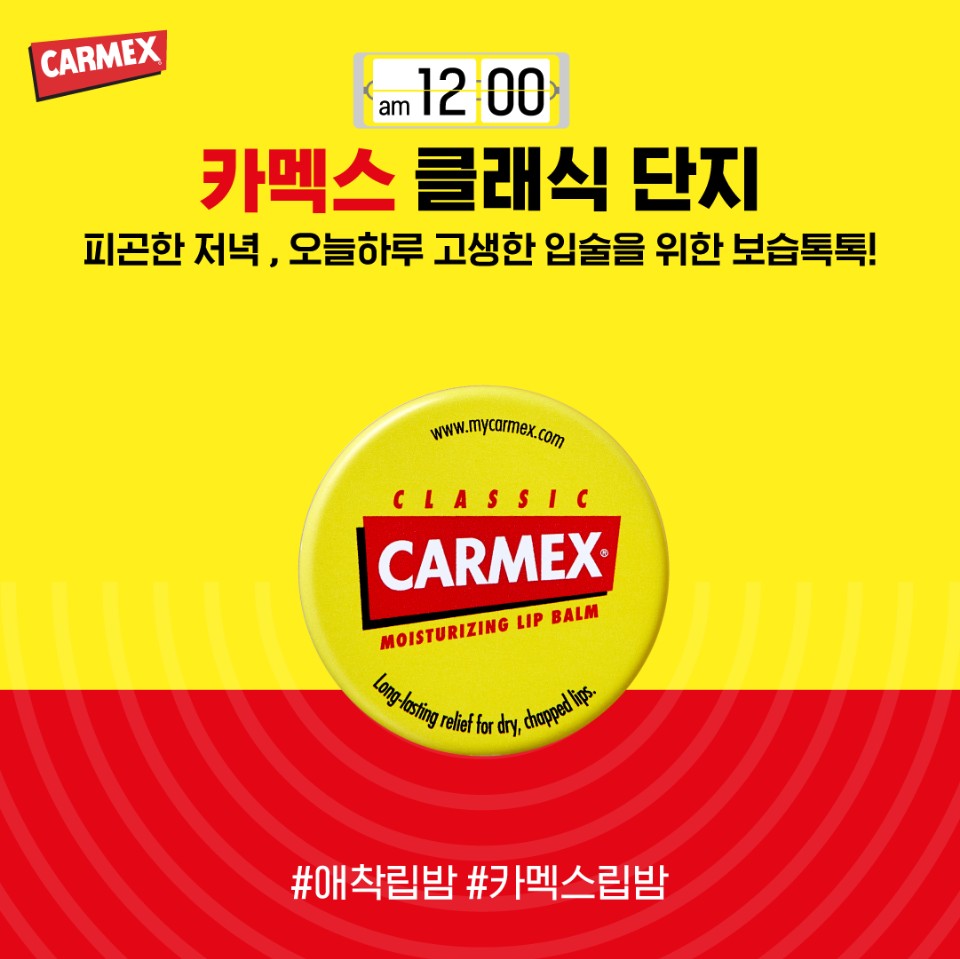 CARMEX
am 12 00
카멕스 클래식 단지
피곤한 저녁 , 오늘하루 고생한 입술을 위한 보습톡톡!
www.mycarmex.com
CLASSIC
CARMEX®
MOISTURIZING LIP BALM
Long-lasting relief for dry, chapped lips.
#애착립밤 #카멕스립밤